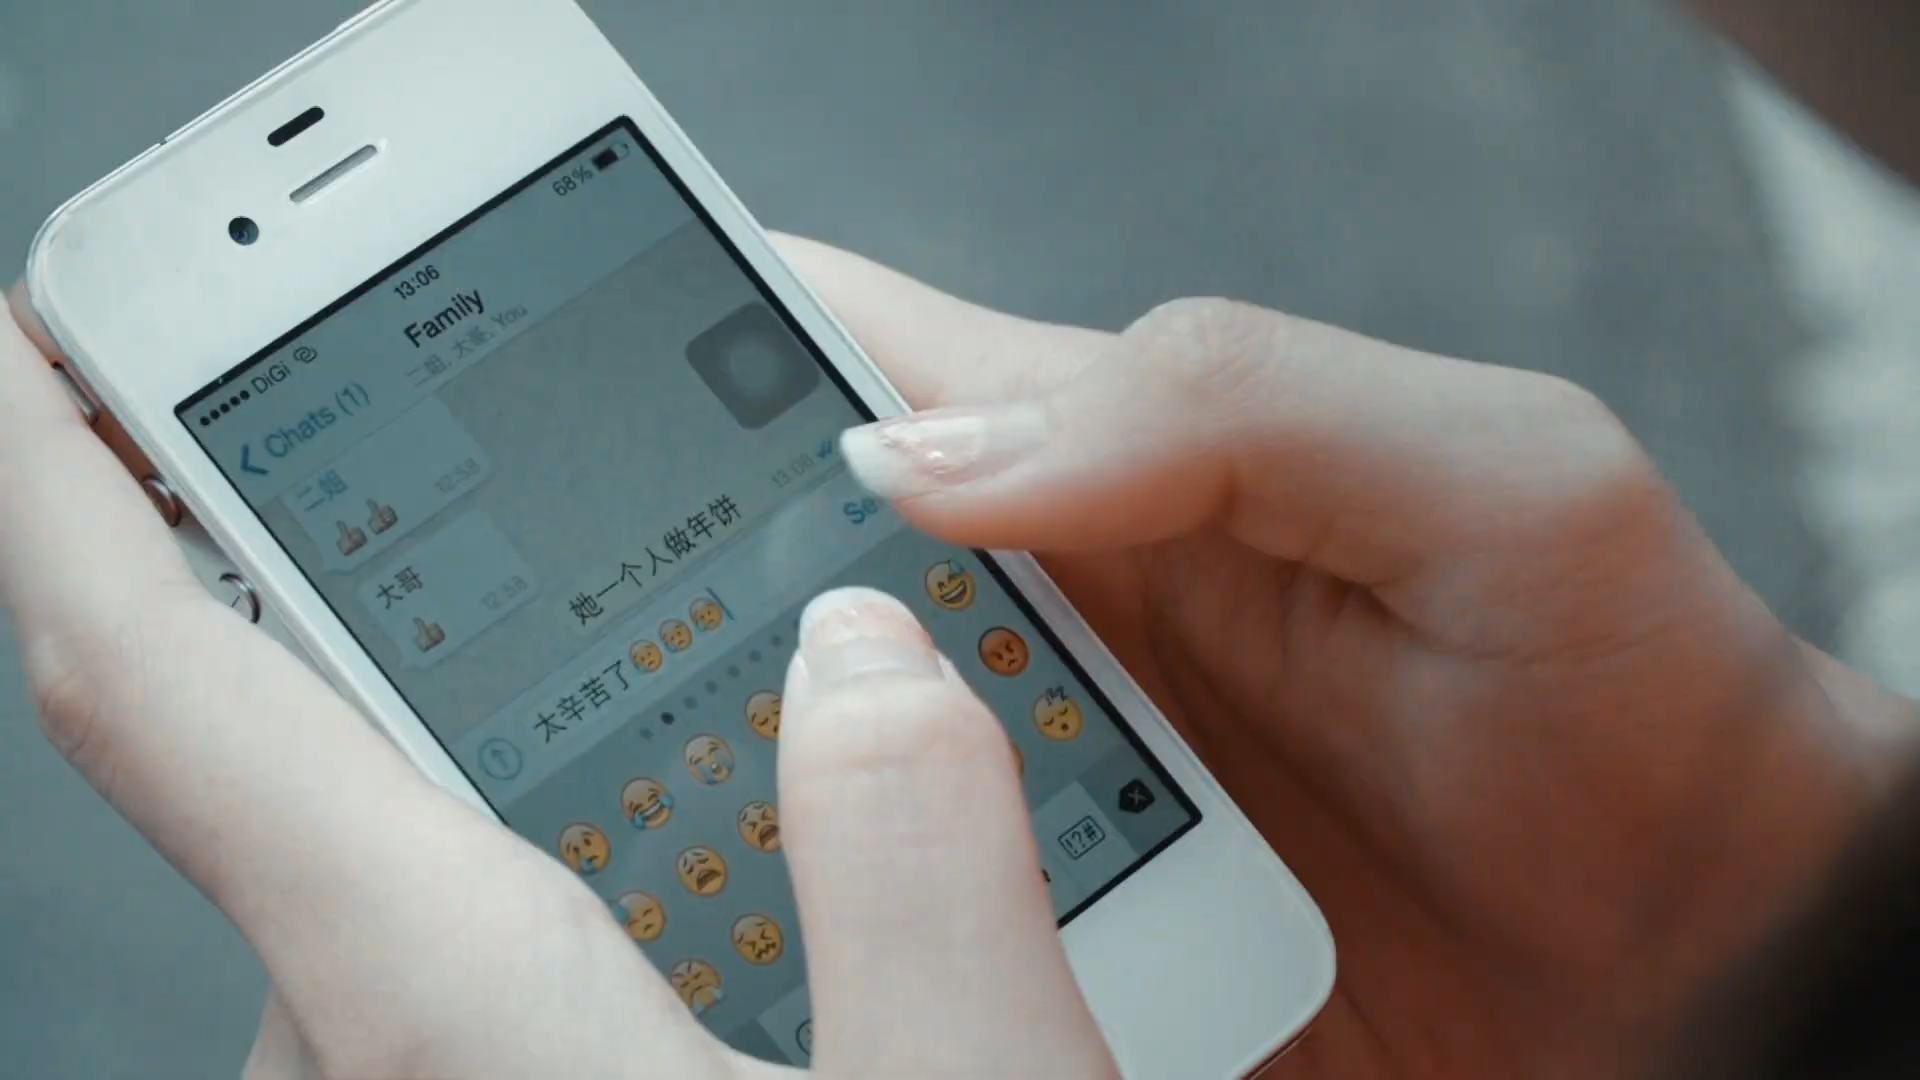 DiGi
13:06
68%
Chats (1)
Family
二姐, 大哥, You
二姐
12:58
大哥
12:58
她一个人做年饼
13:06
太辛苦了
!?#